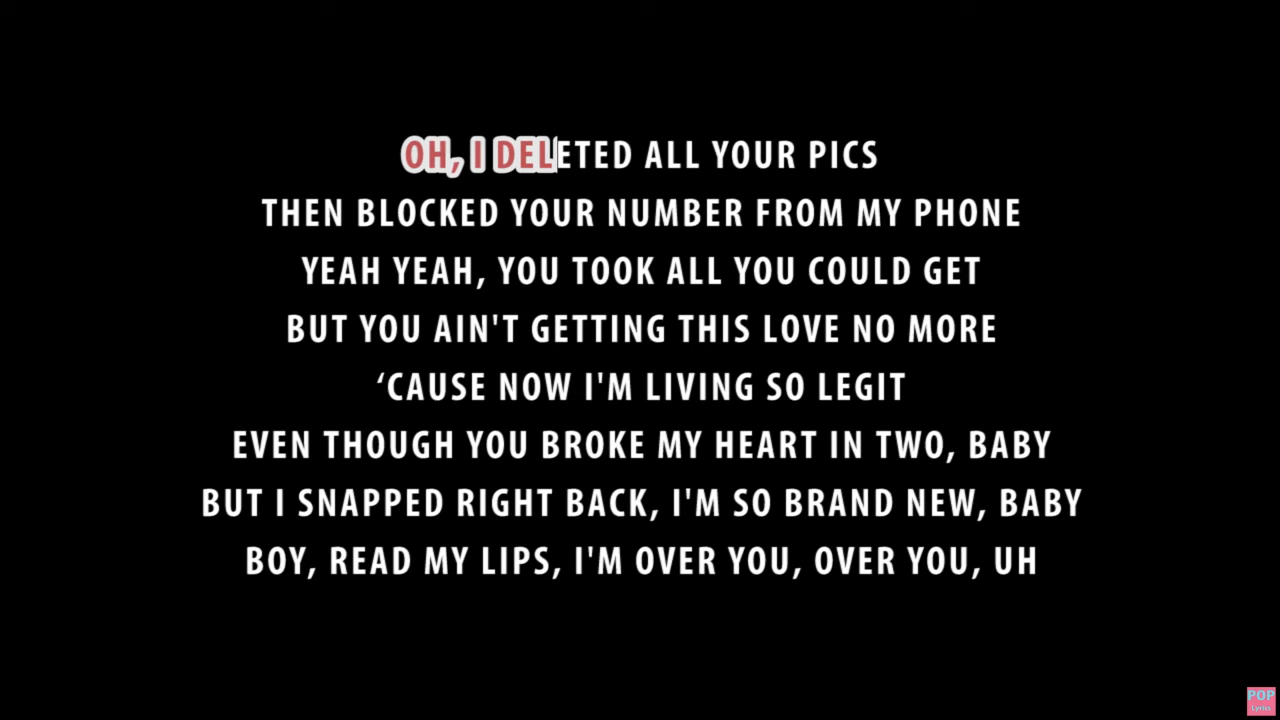 OH, I DELETED ALL YOUR PICS
THEN BLOCKED YOUR NUMBER FROM MY PHONE
YEAH YEAH, YOU TOOK ALL YOU COULD GET
BUT YOU AIN'T GETTING THIS LOVE NO MORE
‘CAUSE NOW I'M LIVING SO LEGIT
EVEN THOUGH YOU BROKE MY HEART IN TWO, BABY
BUT I SNAPPED RIGHT BACK, I'M SO BRAND NEW, BABY
BOY, READ MY LIPS, I'M OVER YOU, OVER YOU, UH
POP
Lyrics